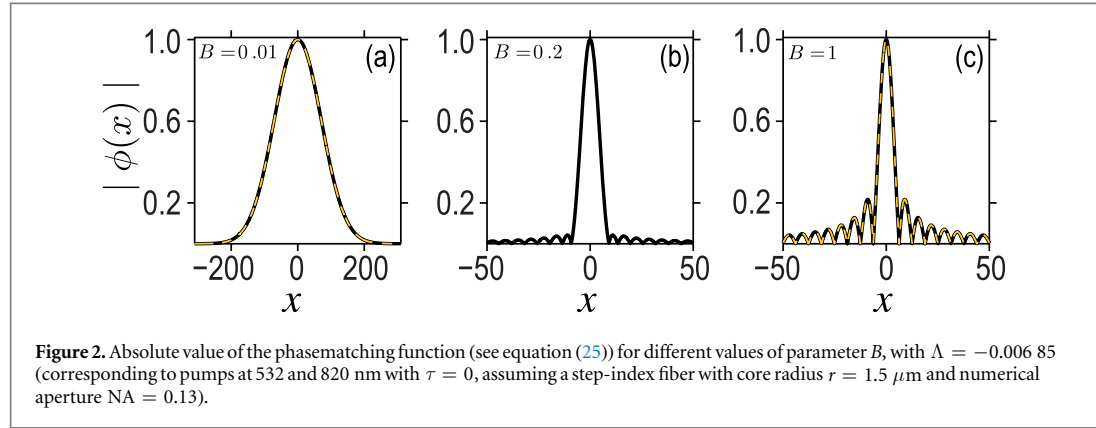 | ϕ(x) |
1.0
0.6
0.2
B = 0.01
(a)
−200 0 200
x
1.0
0.6
0.2
B = 0.2
(b)
−50 0 50
x
1.0
0.6
0.2
B = 1
(c)
−50 0 50
x
Figure 2. Absolute value of the phasematching function (see equation (25)) for different values of parameter B, with Λ = −0.006 85
(corresponding to pumps at 532 and 820 nm with τ = 0, assuming a step-index fiber with core radius r = 1.5 μm and numerical
aperture NA = 0.13).